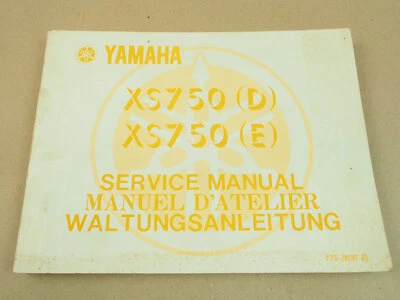 YAMAHA
XS750 (D)
XS750 (E)
SERVICE MANUAL
MANUEL D'ATELIER
WALTUNGSANLEITUNG